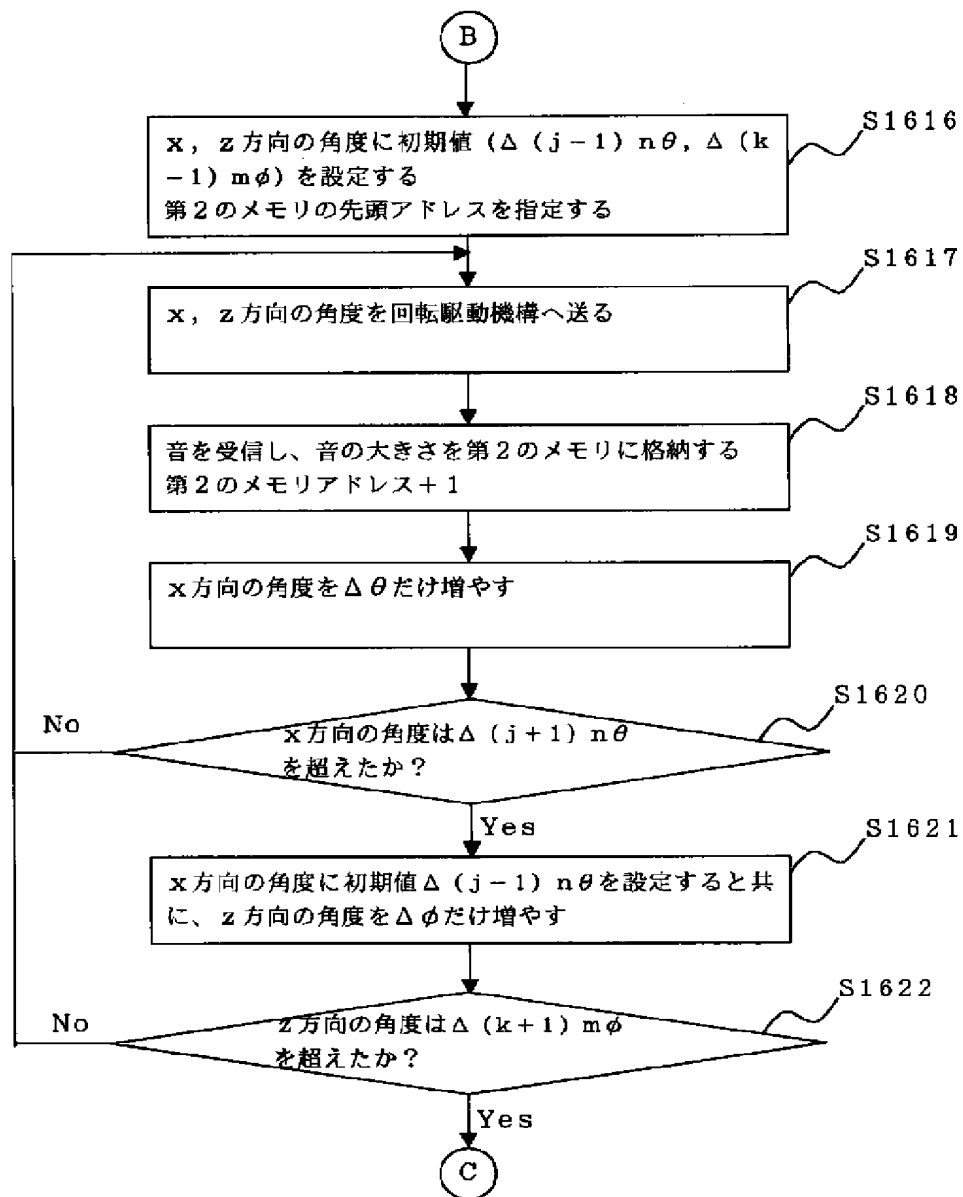 B
S1616
x，z方向の角度に初期値（Δ（j－1）nθ，Δ（k
－1）mφ）を設定する
第2のメモリの先頭アドレスを指定する
S1617
x，z方向の角度を回転駆動機構へ送る
S1618
音を受信し、音の大きさを第2のメモリに格納する
第2のメモリアドレス＋1
S1619
x方向の角度をΔθだけ増やす
S1620
No
x方向の角度はΔ（j＋1）nθ
を超えたか？
Yes
S1621
x方向の角度に初期値Δ（j－1）nθを設定すると共
に、z方向の角度をΔφだけ増やす
S1622
No
z方向の角度はΔ（k＋1）mφ
を超えたか？
Yes
C